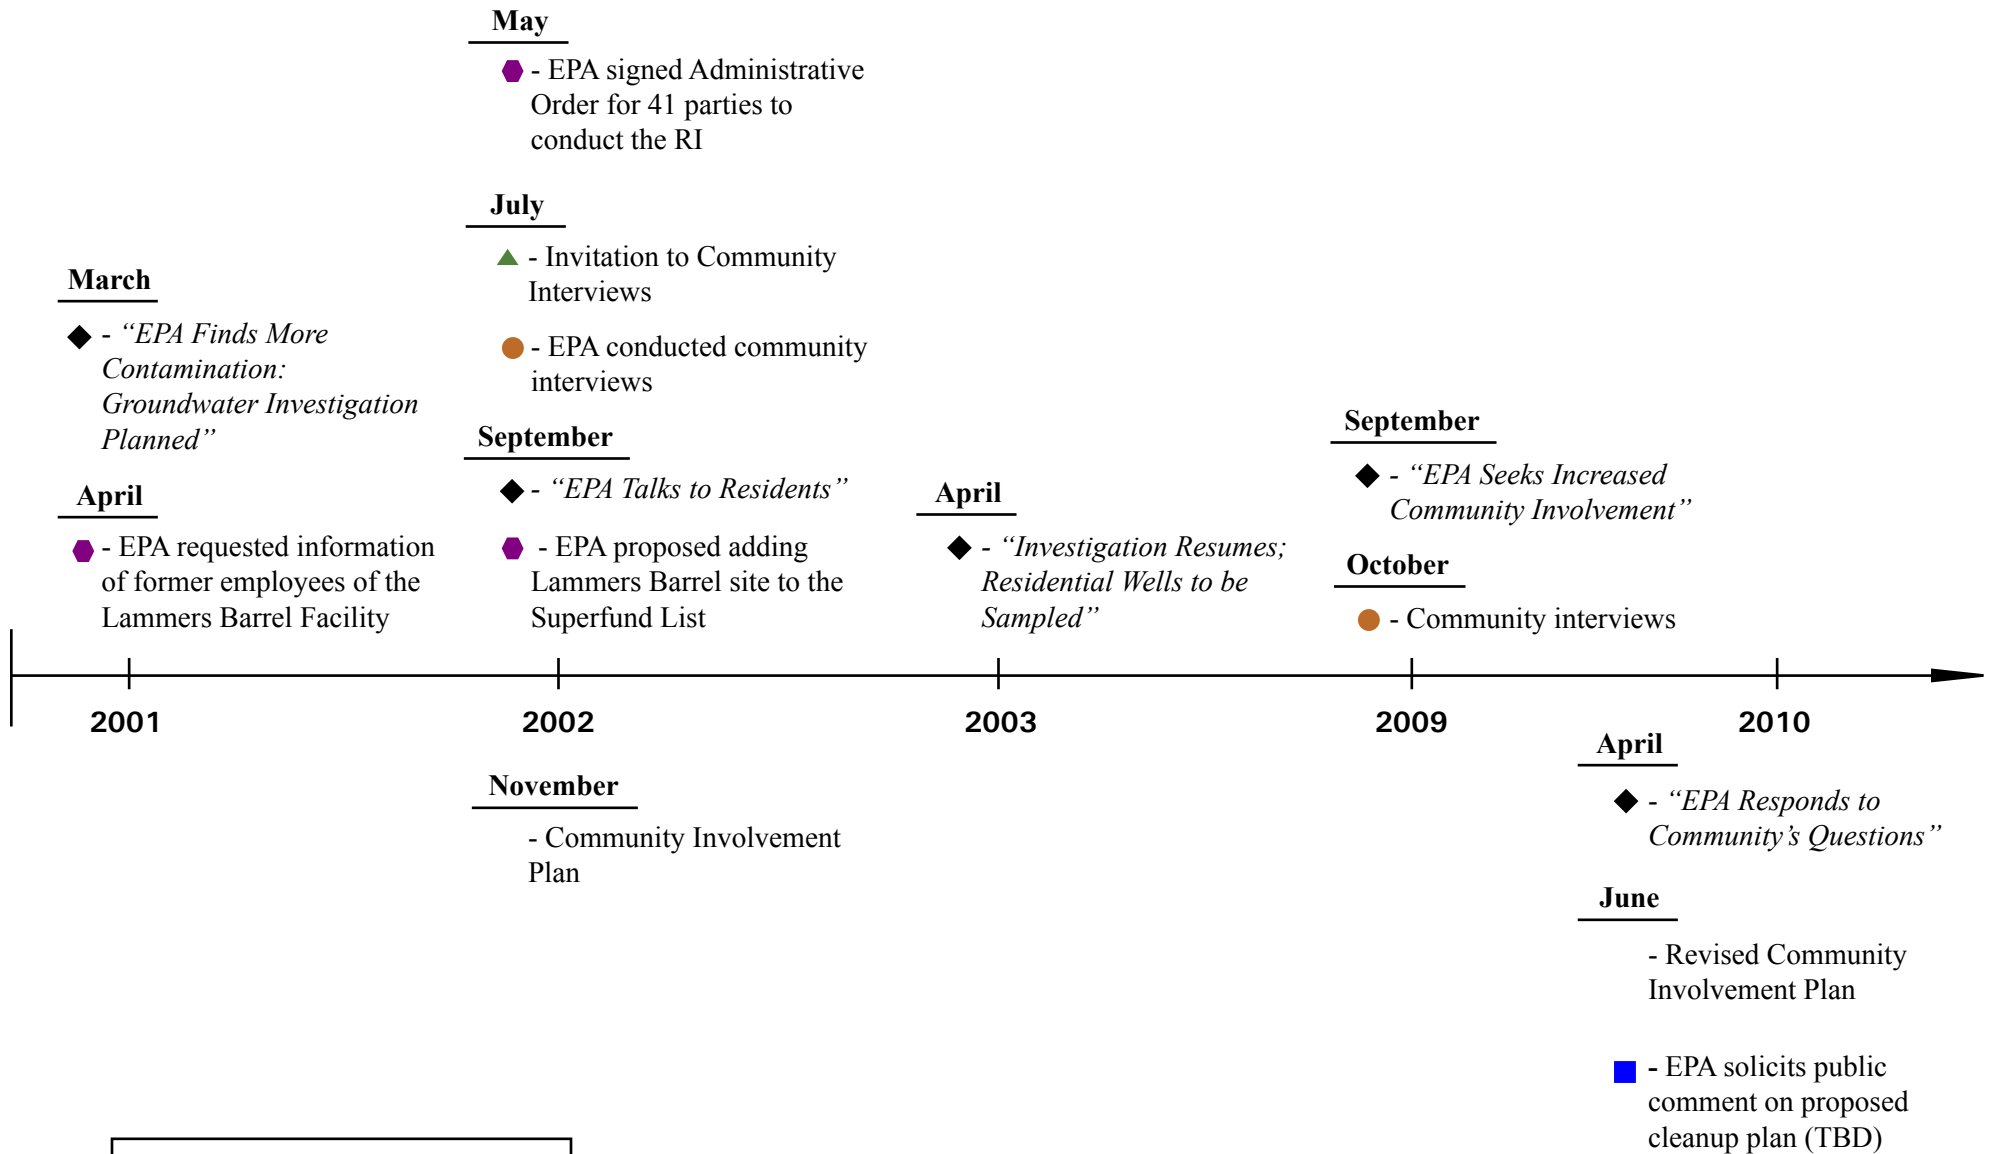 May
- EPA signed Administrative
Order for 41 parties to
conduct the RI
July
- Invitation to Community
Interviews
- EPA conducted community
interviews
March
- “EPA Finds More
Contamination:
Groundwater Investigation
Planned”
April
- EPA requested information
of former employees of the
Lammers Barrel Facility
September
- “EPA Talks to Residents”
- EPA proposed adding
Lammers Barrel site to the
Superfund List
April
- “Investigation Resumes;
Residential Wells to be
Sampled”
September
- “EPA Seeks Increased
Community Involvement”
October
- Community interviews
2001
2002
2003
2009
2010
November
- Community Involvement
Plan
April
- “EPA Responds to
Community’s Questions”
June
- Revised Community
Involvement Plan
- EPA solicits public
comment on proposed
cleanup plan (TBD)